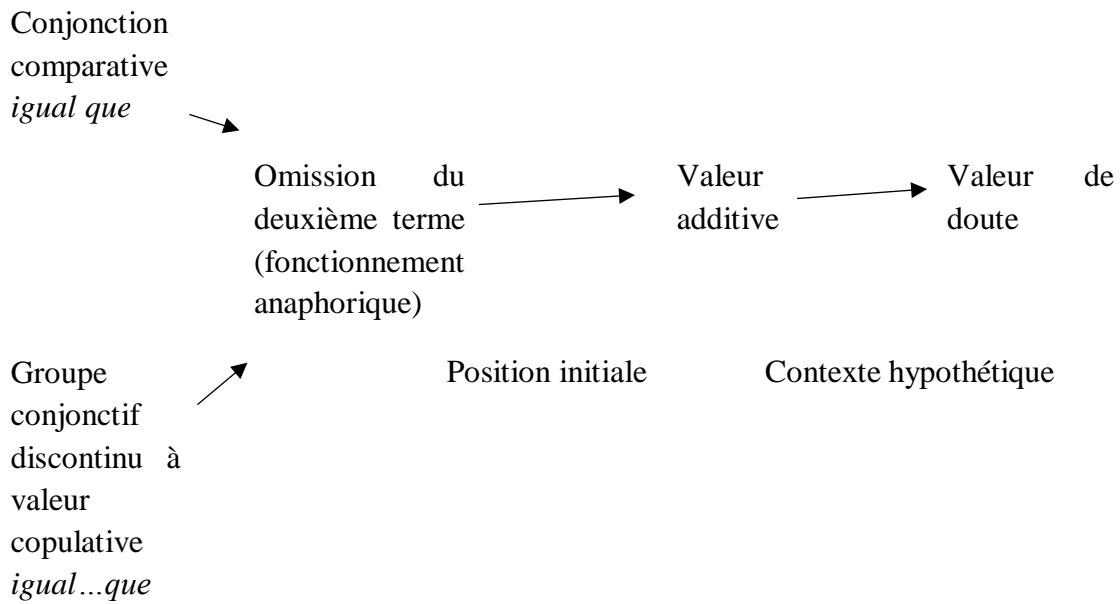 Conjonction
comparative
igual que
Omission du
deuxième terme
(fonctionnement
anaphorique)
Valeur
additive
Valeur de
doute
Groupe
conjonctif
discontinu à
valeur
copulative
igual…que
Position initiale
Contexte hypothétique